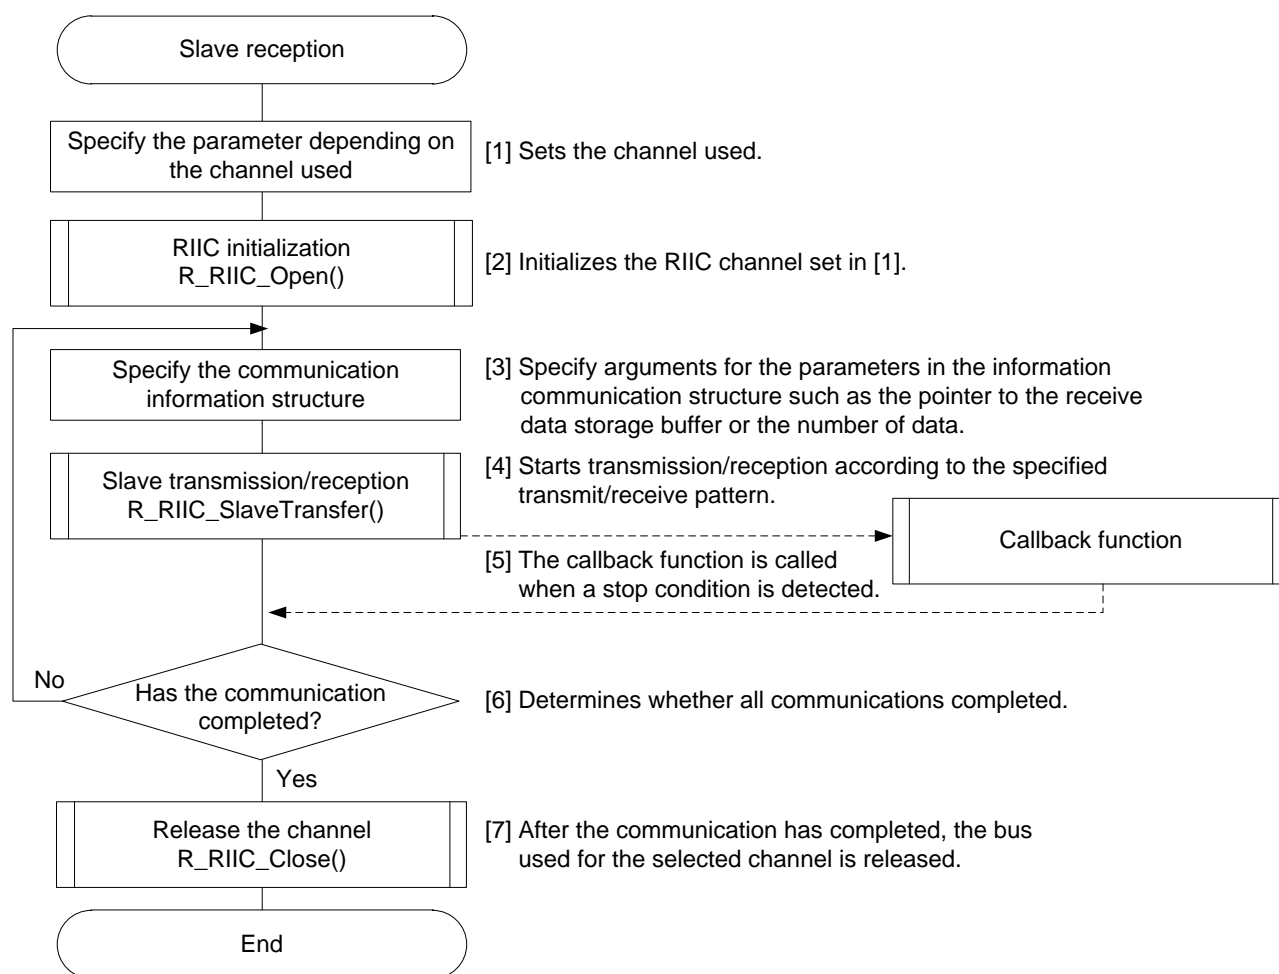 Slave reception
Specify the parameter depending on
the channel used
[1] Sets the channel used.
RIIC initialization
R_RIIC_Open()
[2] Initializes the RIIC channel set in [1].
Specify the communication
information structure
[3] Specify arguments for the parameters in the information
communication structure such as the pointer to the receive
data storage buffer or the number of data.
Slave transmission/reception
R_RIIC_SlaveTransfer()
[4] Starts transmission/reception according to the specified
transmit/receive pattern.
Callback function
[5] The callback function is called
when a stop condition is detected.
No
Has the communication
completed?
[6] Determines whether all communications completed.
Yes
Release the channel
R_RIIC_Close()
[7] After the communication has completed, the bus
used for the selected channel is released.
End